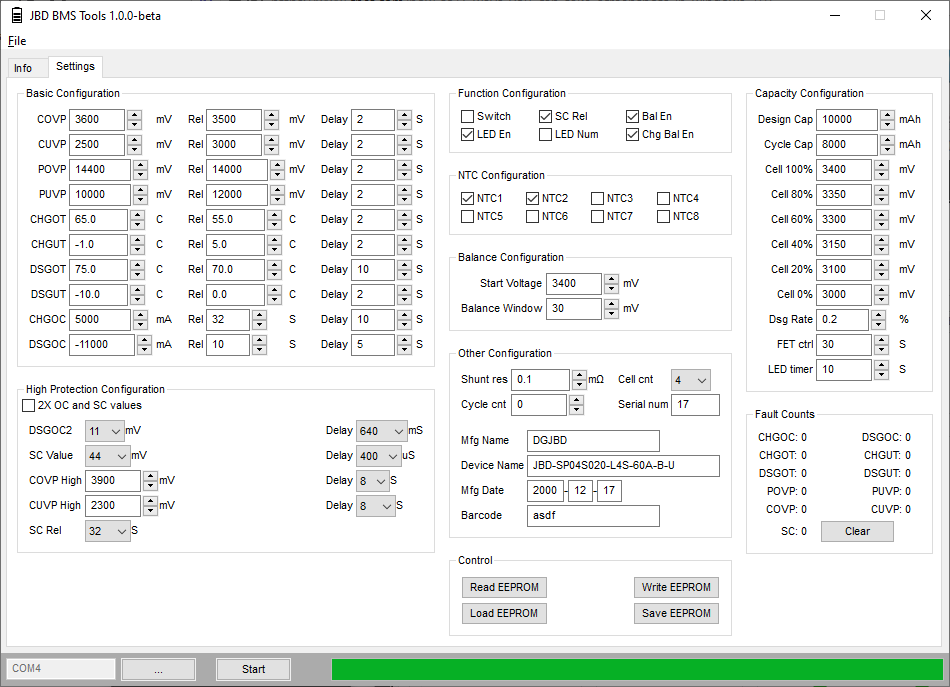 JBD BMS Tools 1.0.0-beta
File
Info Settings
Basic Configuration
COVP 3600 mV Rel 3500 mV Delay 2 S
CUVP 2500 mV Rel 3000 mV Delay 2 S
POVP 14400 mV Rel 14000 mV Delay 2 S
PUVP 10000 mV Rel 12000 mV Delay 2 S
CHGOT 65.0 C Rel 55.0 C Delay 2 S
CHGUT -1.0 C Rel 5.0 C Delay 2 S
DSGOT 75.0 C Rel 70.0 C Delay 10 S
DSGUT -10.0 C Rel 0.0 C Delay 2 S
CHGOC 5000 mA Rel 32 S Delay 10 S
DSGOC -11000 mA Rel 10 S Delay 5 S
High Protection Configuration
2X OC and SC values
DSGOC2 11 mV Delay 640 mS
SC Value 44 mV Delay 400 uS
COVP High 3900 mV Delay 8 S
CUVP High 2300 mV Delay 8 S
SC Rel 32 S
Function Configuration
Switch SC Rel Bal En
LED En LED Num Chg Bal En
NTC Configuration
NTC1 NTC2 NTC3 NTC4
NTC5 NTC6 NTC7 NTC8
Balance Configuration
Start Voltage 3400 mV
Balance Window 30 mV
Other Configuration
Shunt res 0.1 mΩ Cell cnt 4
Cycle cnt 0 Serial num 17
Mfg Name DGJBD
Device Name JBD-SP04S020-L4S-60A-B-U
Mfg Date 2000 - 12 - 17
Barcode asdf
Control
Read EEPROM Write EEPROM
Load EEPROM Save EEPROM
Capacity Configuration
Design Cap 10000 mAh
Cycle Cap 8000 mAh
Cell 100% 3400 mV
Cell 80% 3350 mV
Cell 60% 3300 mV
Cell 40% 3150 mV
Cell 20% 3100 mV
Cell 0% 3000 mV
Dsg Rate 0.2 %
FET ctrl 30 S
LED timer 10 S
Fault Counts
CHGOC: 0 DSGOC: 0
CHGOT: 0 CHGUT: 0
DSGOT: 0 DSGUT: 0
POVP: 0 PUVP: 0
COVP: 0 CUVP: 0
SC: 0 Clear
COM4 ... Start